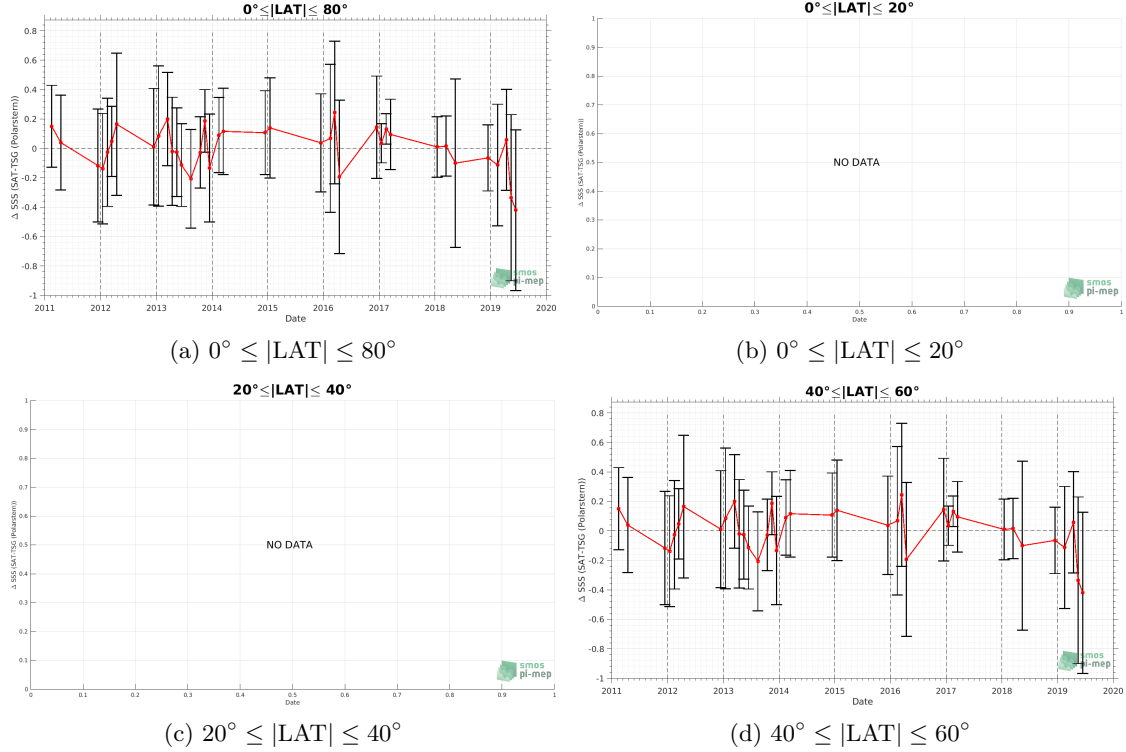 0°≤|LAT|≤ 80°
Δ SSS (SAT-TSG (Polarstern))
0.8
0.6
0.4
0.2
0
-0.2
-0.4
-0.6
-0.8
-1
2011 2012 2013 2014 2015 2016 2017 2018 2019 2020
Date
smos
pi-mep
(a) 0° ≤ |LAT| ≤ 80°
0°≤|LAT|≤ 20°
Δ SSS (SAT-TSG (Polarstern))
1
0.9
0.8
0.7
0.6
0.5
0.4
0.3
0.2
0.1
0
NO DATA
0 0.1 0.2 0.3 0.4 0.5 0.6 0.7 0.8 0.9 1
Date
smos
pi-mep
(b) 0° ≤ |LAT| ≤ 20°
20°≤|LAT|≤ 40°
Δ SSS (SAT-TSG (Polarstern))
1
0.9
0.8
0.7
0.6
0.5
0.4
0.3
0.2
0.1
0
NO DATA
0 0.1 0.2 0.3 0.4 0.5 0.6 0.7 0.8 0.9 1
Date
smos
pi-mep
(c) 20° ≤ |LAT| ≤ 40°
40°≤|LAT|≤ 60°
Δ SSS (SAT-TSG (Polarstern))
0.8
0.6
0.4
0.2
0
-0.2
-0.4
-0.6
-0.8
-1
2011 2012 2013 2014 2015 2016 2017 2018 2019 2020
Date
smos
pi-mep
(d) 40° ≤ |LAT| ≤ 60°